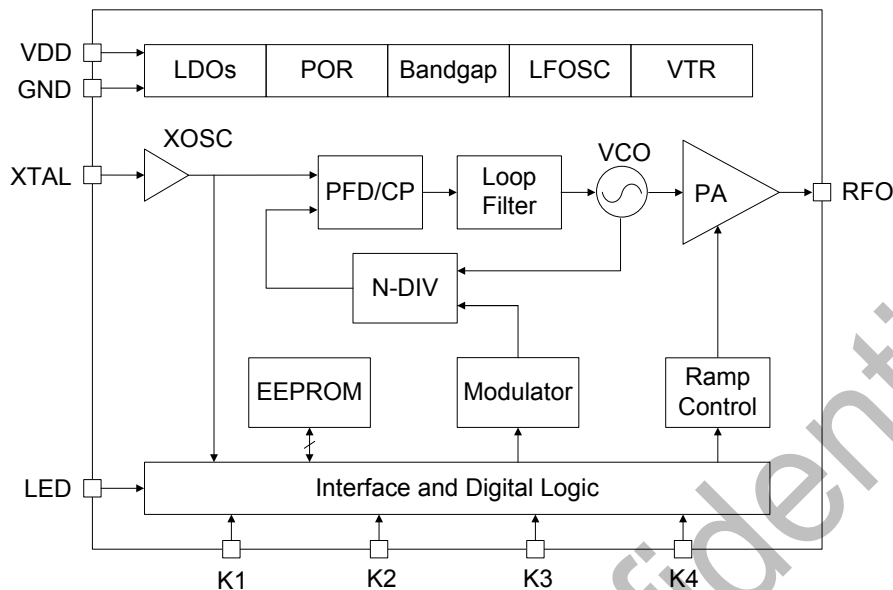 VDD
LDOs POR Bandgap LFOSC VTR
GND
XOSC
VCO
XTAL
PFD/CP
Loop
Filter
PA
RFO
N-DIV
EEPROM
Modulator
Ramp
Control
LED
Interface and Digital Logic
K1 K2 K3 K4